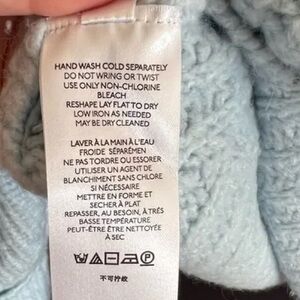 HAND WASH COLD SEPARATELY
DO NOT WRING OR TWIST
USE ONLY NON-CHLORINE
BLEACH
RESHAPE LAY FLAT TO DRY
LOW IRON AS NEEDED
MAY BE DRY CLEANED
LAVER À LA MAIN À L'EAU
FROIDE SÉPARÉMEN
NE PAS TORDRE OU ESSORER
UTILISER UN AGENT DE
BLANCHIMENT SANS CHLORE
SI NÉCESSAIRE
METTRE EN FORME ET
SÉCHER À PLAT
REPASSER, AU BESOIN, À TRÈS
BASSE TEMPÉRATURE
PEUT-ÊTRE ÊTRE NETTOYÉE
À SEC
P
不可拧绞